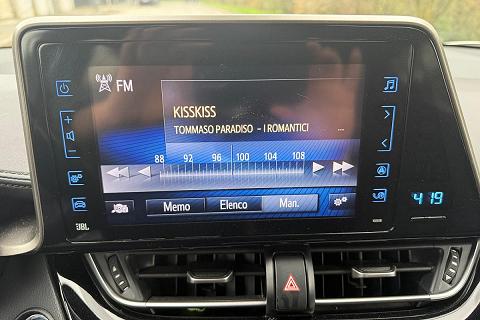 FM
KISSKISS
TOMMASO PARADISO - I ROMANTICI ...
88 92 96 100 104 108
Memo Elenco Man.
JBL
4:19